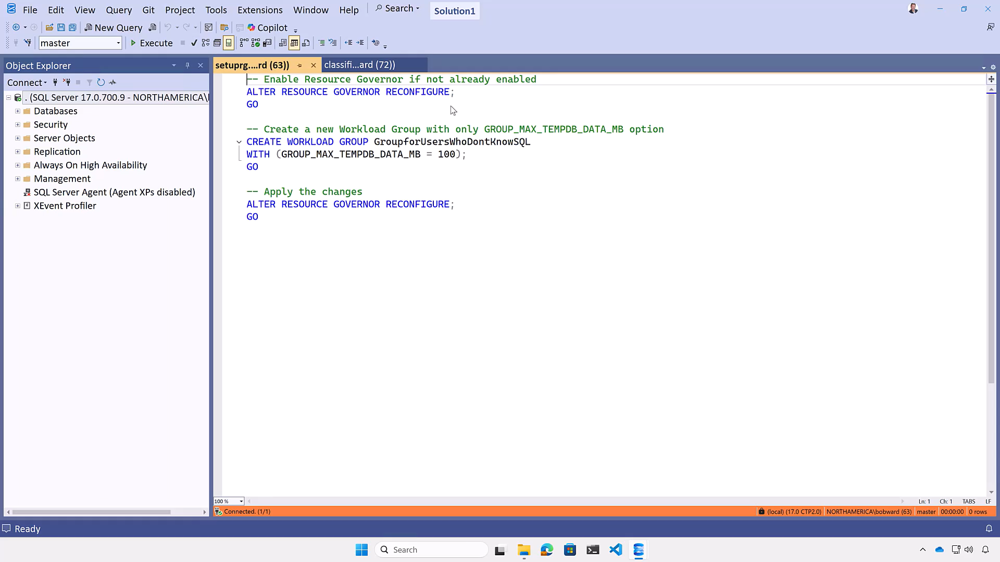 File Edit View Query Git Project Tools Extensions Window Help Search Solution1
New Query Copilot
master Execute
Object Explorer
Connect
. (SQL Server 17.0.700.9 - NORTHAMERICA\
Databases
Security
Server Objects
Replication
Always On High Availability
Management
SQL Server Agent (Agent XPs disabled)
XEvent Profiler
setuprg....rd (63)) classifi...ard (72))
-- Enable Resource Governor if not already enabled
ALTER RESOURCE GOVERNOR RECONFIGURE;
GO
-- Create a new Workload Group with only GROUP_MAX_TEMPDB_DATA_MB option
CREATE WORKLOAD GROUP GroupforUsersWhoDontKnowSQL
WITH (GROUP_MAX_TEMPDB_DATA_MB = 100);
GO
-- Apply the changes
ALTER RESOURCE GOVERNOR RECONFIGURE;
GO
100 % Ln: 1 Ch: 1 TABS LF
Connected. (1/1) (local) (17.0 CTP2.0) NORTHAMERICA\bobward (63) master 00:00:00 0 rows
Ready
Search